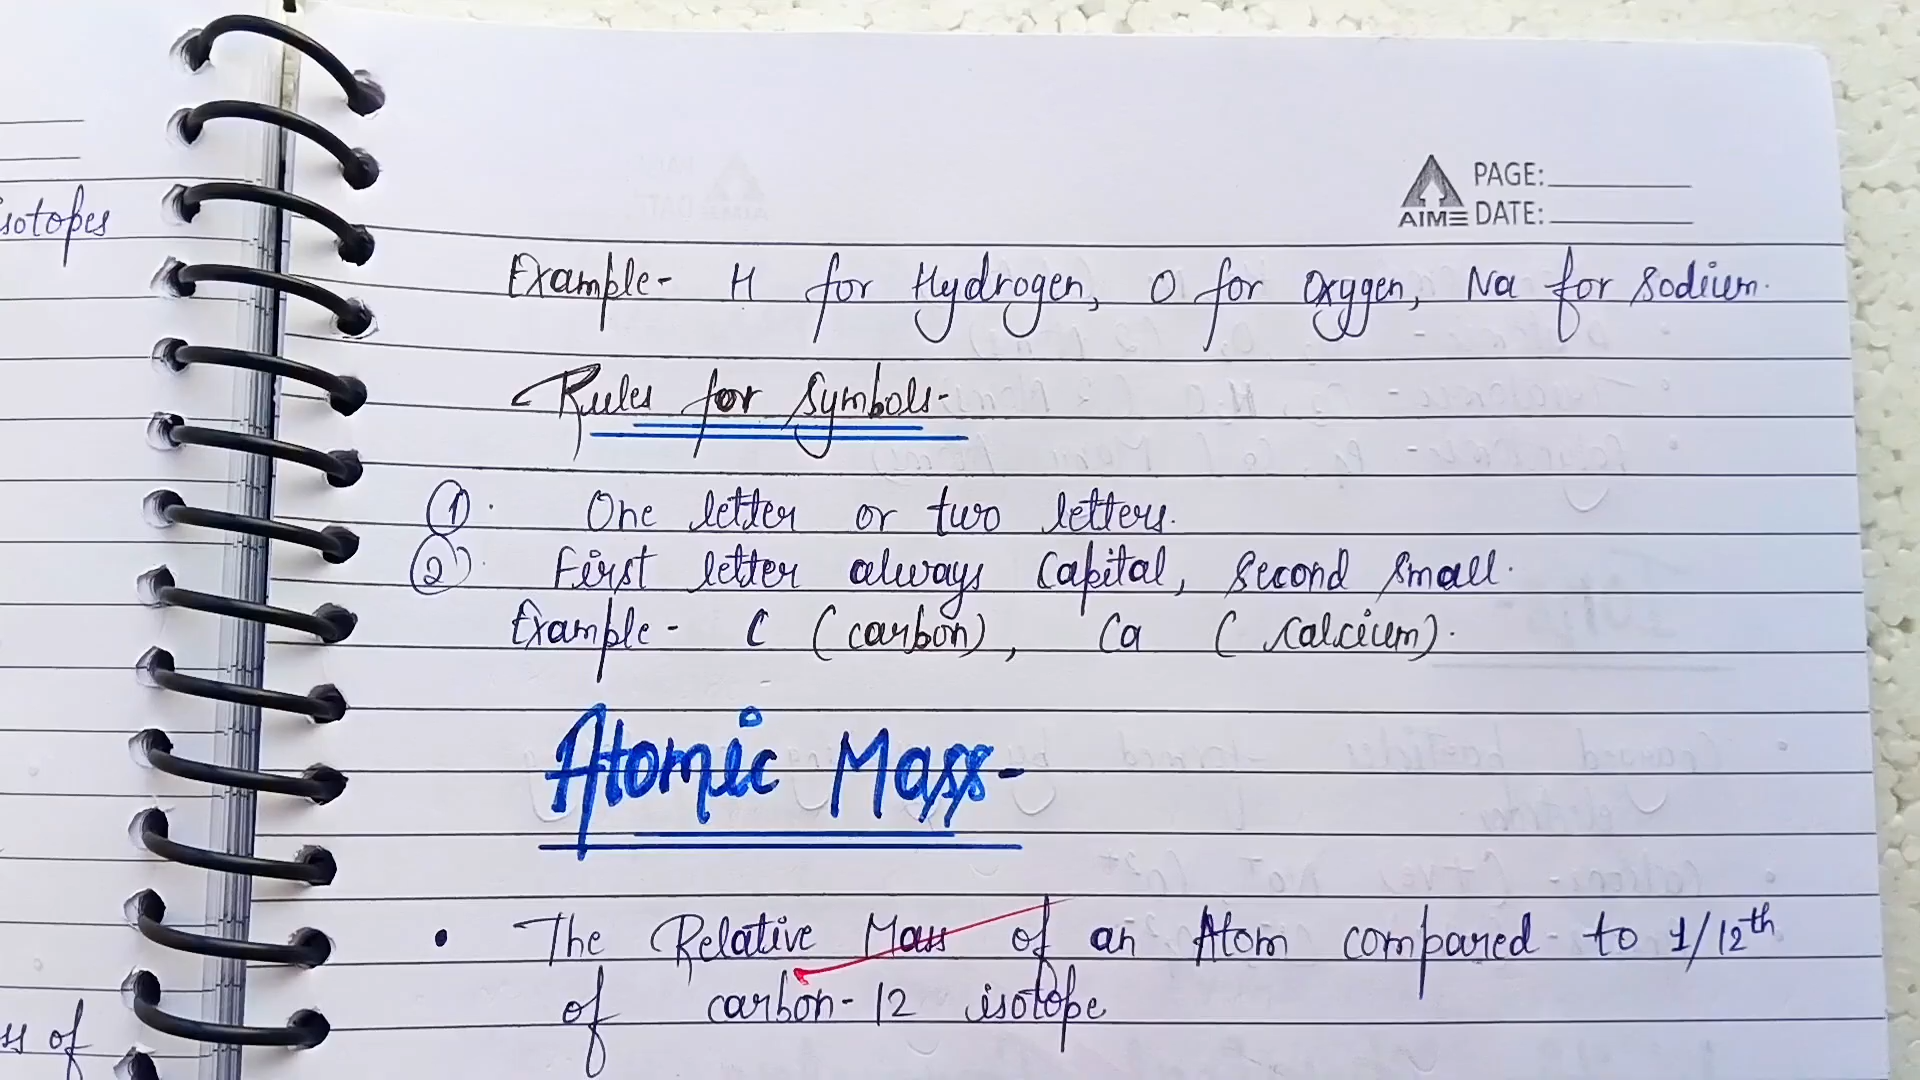 isotopes
AIM PAGE:
DATE:
Example- H for Hydrogen, O for Oxygen, Na for Sodium.
Rules for Symbols-
①. One letter or two letters.
②. First letter always Capital, Second Small.
Example- C (carbon), Ca (Calcium).
Atomic Mass-
• The Relative Mass of an Atom compared to 1/12th
of carbon-12 isotope
of